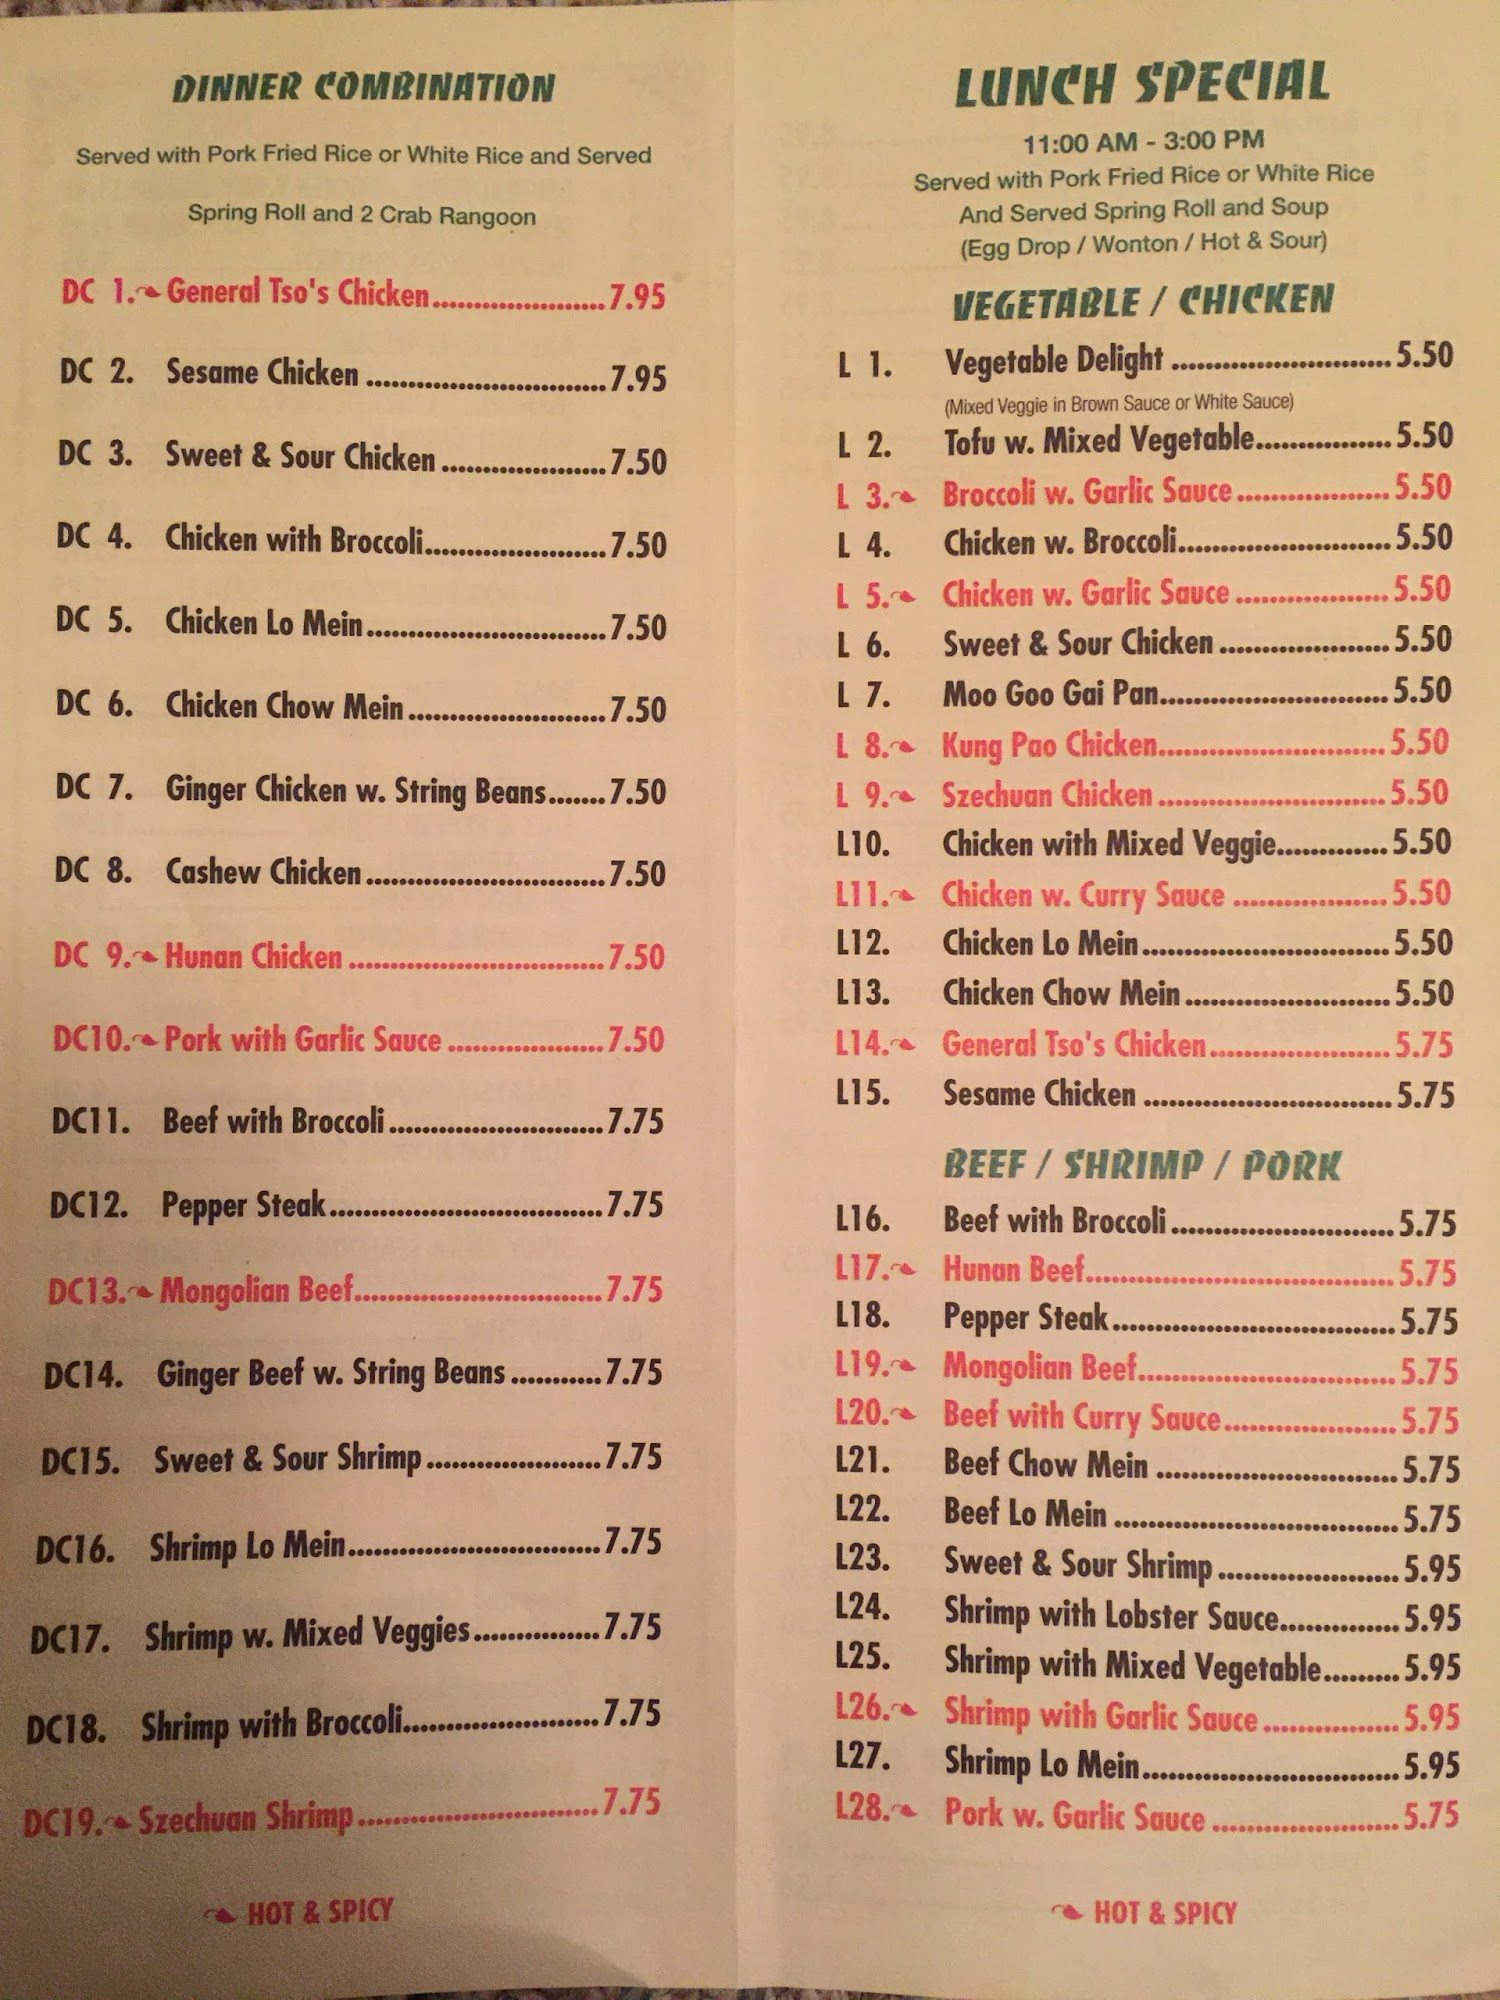 DINNER COMBINATION
Served with Pork Fried Rice or White Rice and Served
Spring Roll and 2 Crab Rangoon
DC 1. General Tso's Chicken........................7.95
DC 2. Sesame Chicken ................................7.95
DC 3. Sweet & Sour Chicken ......................7.50
DC 4. Chicken with Broccoli........................7.50
DC 5. Chicken Lo Mein................................7.50
DC 6. Chicken Chow Mein ..........................7.50
DC 7. Ginger Chicken w. String Beans.......7.50
DC 8. Cashew Chicken ................................7.50
DC 9. Hunan Chicken ..................................7.50
DC10. Pork with Garlic Sauce .....................7.50
DC11. Beef with Broccoli.............................7.75
DC12. Pepper Steak.....................................7.75
DC13. Mongolian Beef.................................7.75
DC14. Ginger Beef w. String Beans ............7.75
DC15. Sweet & Sour Shrimp .......................7.75
DC16. Shrimp Lo Mein.................................7.75
DC17. Shrimp w. Mixed Veggies................7.75
DC18. Shrimp with Broccoli..........................7.75
DC19. Szechuan Shrimp ................................7.75
HOT & SPICY
LUNCH SPECIAL
11:00 AM - 3:00 PM
Served with Pork Fried Rice or White Rice
And Served Spring Roll and Soup
(Egg Drop / Wonton / Hot & Sour)
VEGETABLE / CHICKEN
L 1. Vegetable Delight .............................5.50
(Mixed Veggie in Brown Sauce or White Sauce)
L 2. Tofu w. Mixed Vegetable..................5.50
L 3. Broccoli w. Garlic Sauce ....................5.50
L 4. Chicken w. Broccoli............................5.50
L 5. Chicken w. Garlic Sauce ....................5.50
L 6. Sweet & Sour Chicken .......................5.50
L 7. Moo Goo Gai Pan..............................5.50
L 8. Kung Pao Chicken..............................5.50
L 9. Szechuan Chicken ..............................5.50
L10. Chicken with Mixed Veggie...............5.50
L11. Chicken w. Curry Sauce .....................5.50
L12. Chicken Lo Mein.................................5.50
L13. Chicken Chow Mein ...........................5.50
L14. General Tso's Chicken........................5.75
L15. Sesame Chicken .................................5.75
BEEF / SHRIMP / PORK
L16. Beef with Broccoli..............................5.75
L17. Hunan Beef.........................................5.75
L18. Pepper Steak......................................5.75
L19. Mongolian Beef..................................5.75
L20. Beef with Curry Sauce.......................5.75
L21. Beef Chow Mein ................................5.75
L22. Beef Lo Mein ......................................5.75
L23. Sweet & Sour Shrimp ........................5.95
L24. Shrimp with Lobster Sauce................5.95
L25. Shrimp with Mixed Vegetable..........5.95
L26. Shrimp with Garlic Sauce ..................5.95
L27. Shrimp Lo Mein..................................5.95
L28. Pork w. Garlic Sauce .........................5.75
HOT & SPICY